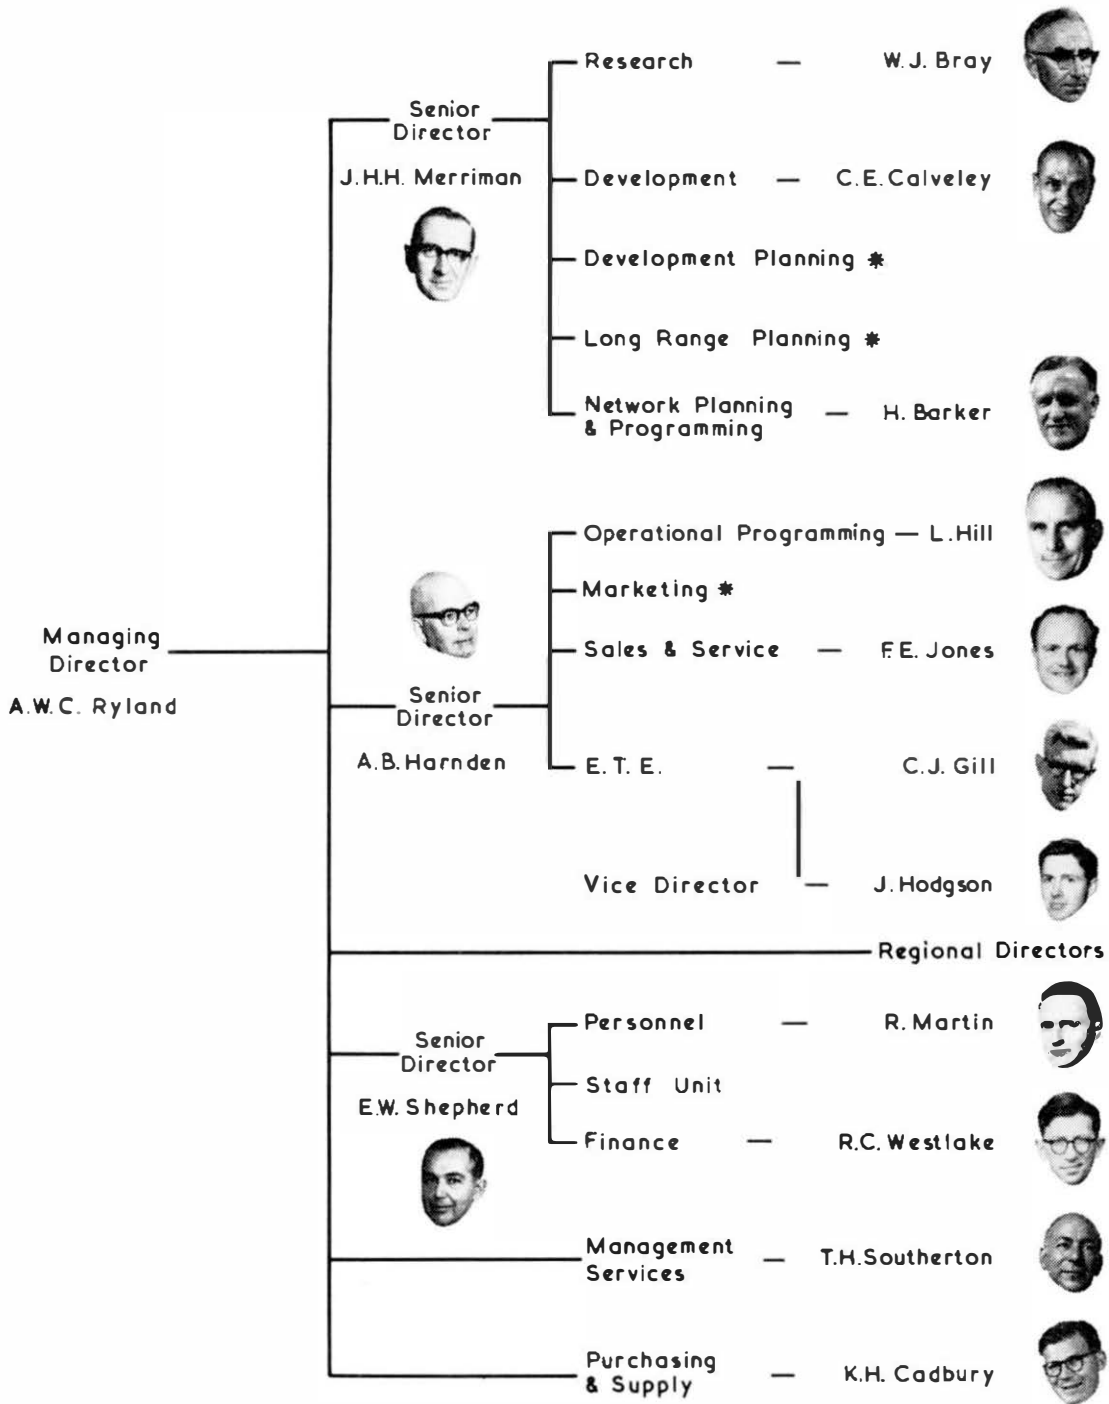 Research — W.J. Bray
Senior
Director
J.H.H. Merriman
Development — C.E. Calveley
Development Planning *
Long Range Planning *
Network Planning
& Programming — H. Barker
Operational Programming — L. Hill
Marketing *
Managing
Director
A.W.C. Ryland
Sales & Service — F.E. Jones
Senior
Director
A.B. Harnden
E. T. E. — C.J. Gill
Vice Director — J. Hodgson
Regional Directors
Personnel — R. Martin
Senior
Director
E.W. Shepherd
Staff Unit
Finance — R.C. Westlake
Management
Services — T.H. Southerton
Purchasing
& Supply — K.H. Cadbury